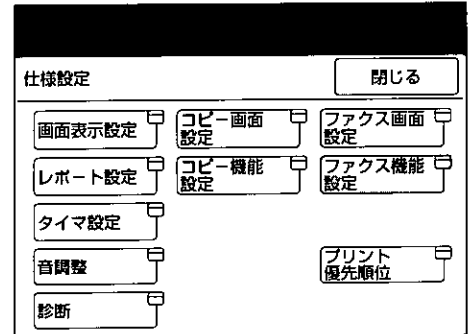 仕様設定
閉じる
画面表示設定
コピー画面
設定
ファクス画面
設定
レポート設定
コピー機能
設定
ファクス機能
設定
タイマ設定
音調整
プリント
優先順位
診断